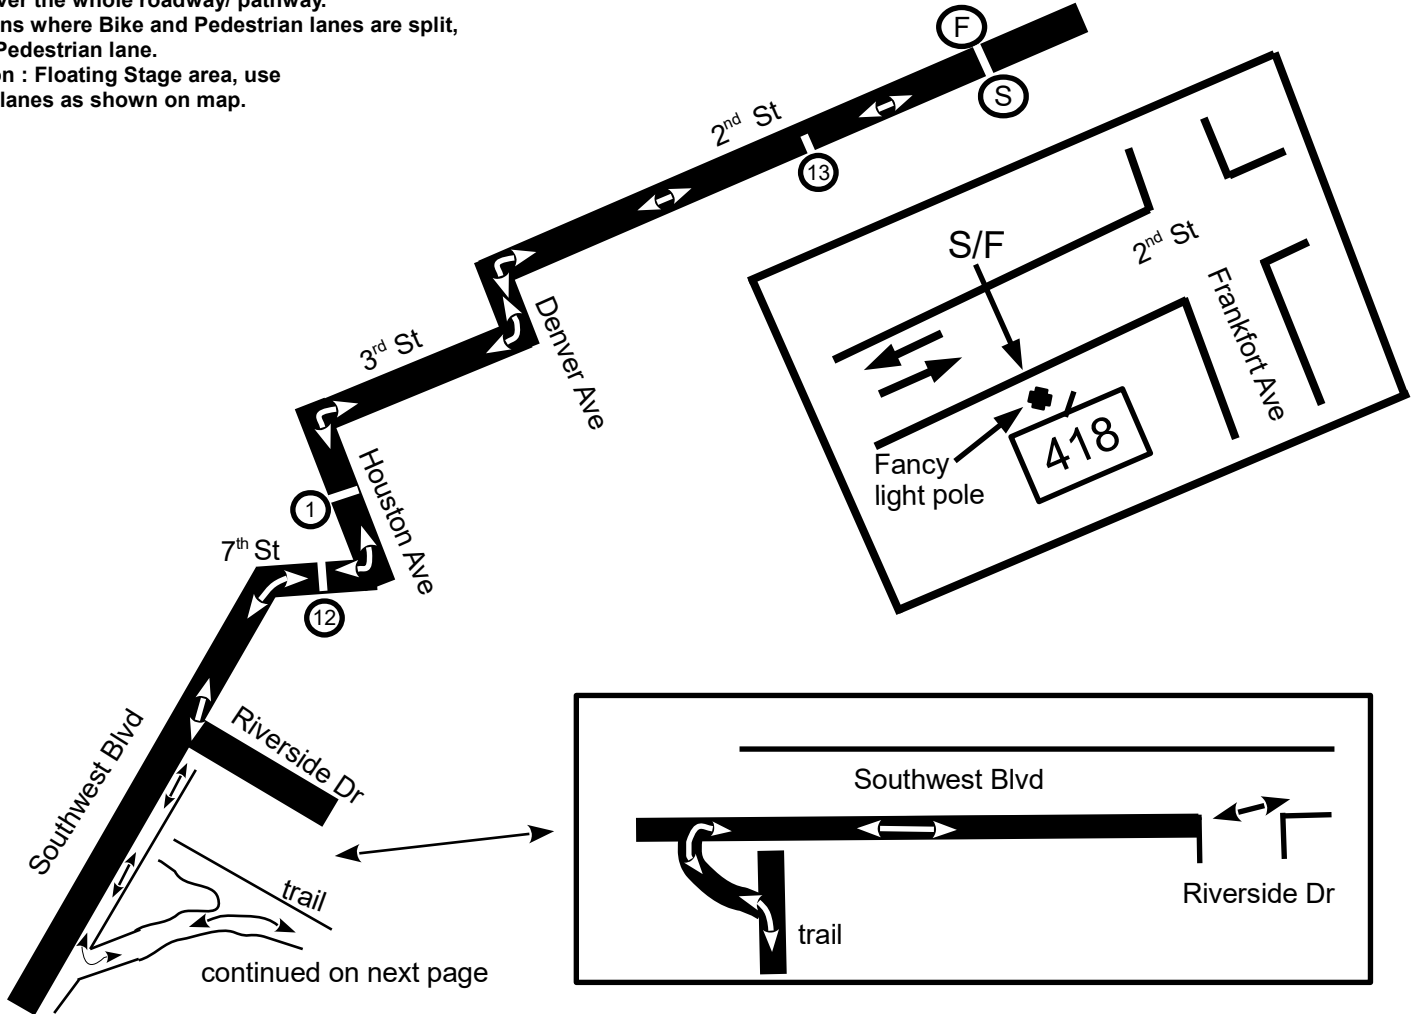 ver the whole roadway/ pathway.
ns where Bike and Pedestrian lanes are split,
Pedestrian lane.
on : Floating Stage area, use
lanes as shown on map.
F
S
2nd St
13
S/F
2nd St
Frankfort Ave
Fancy
light pole
418
Denver Ave
3rd St
Houston Ave
1
7th St
12
Southwest Blvd
Riverside Dr
trail
continued on next page
Southwest Blvd
Riverside Dr
trail